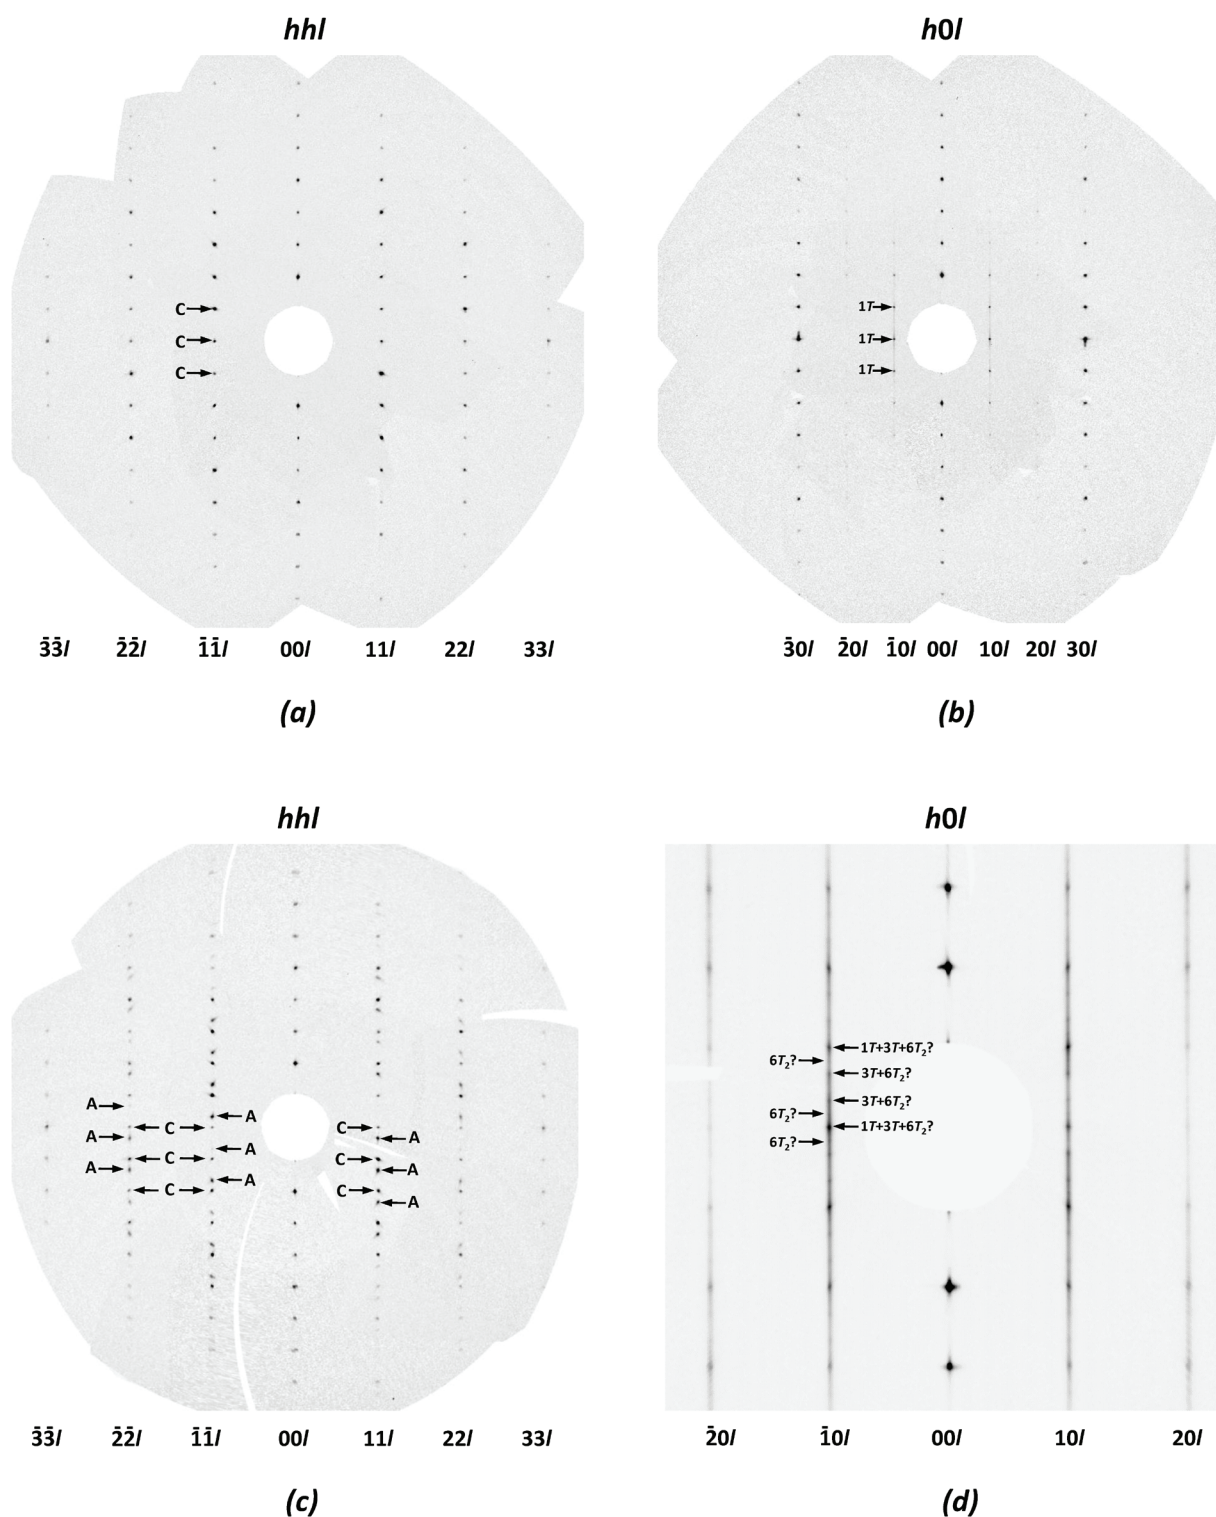 hhl
h0l
C
C
C
1T
1T
1T
3̄3̄l 2̄2̄l 1̄1̄l 00l 11l 22l 33l
3̄0l 2̄0l 1̄0l 00l 10l 20l 30l
(a)
(b)
hhl
h0l
A
C
A
A
C
A
A
C
A
C
A
C
A
C
A
1T+3T+6T₂?
6T₂?
3T+6T₂?
3T+6T₂?
6T₂?
1T+3T+6T₂?
6T₂?
3̄3̄l 2̄2̄l 1̄1̄l 00l 11l 22l 33l
2̄0l 1̄0l 00l 10l 20l
(c)
(d)